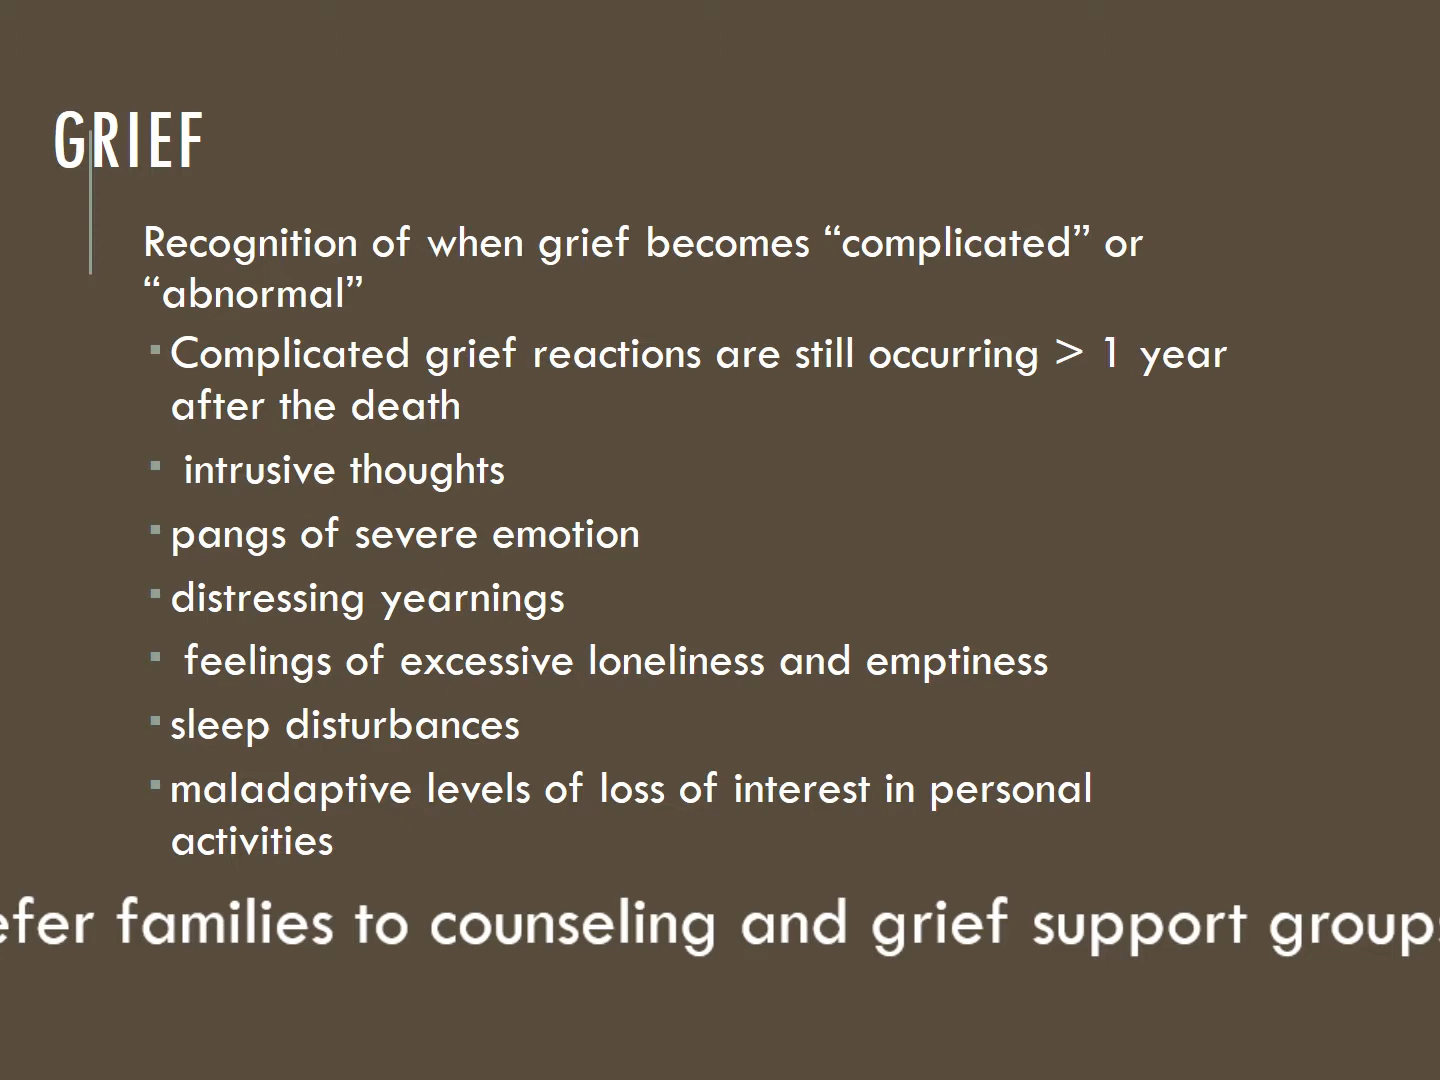 GRIEF
Recognition of when grief becomes “complicated” or
“abnormal”
▪ Complicated grief reactions are still occurring > 1 year
after the death
▪ intrusive thoughts
▪ pangs of severe emotion
▪ distressing yearnings
▪ feelings of excessive loneliness and emptiness
▪ sleep disturbances
▪ maladaptive levels of loss of interest in personal
activities
efer families to counseling and grief support groups